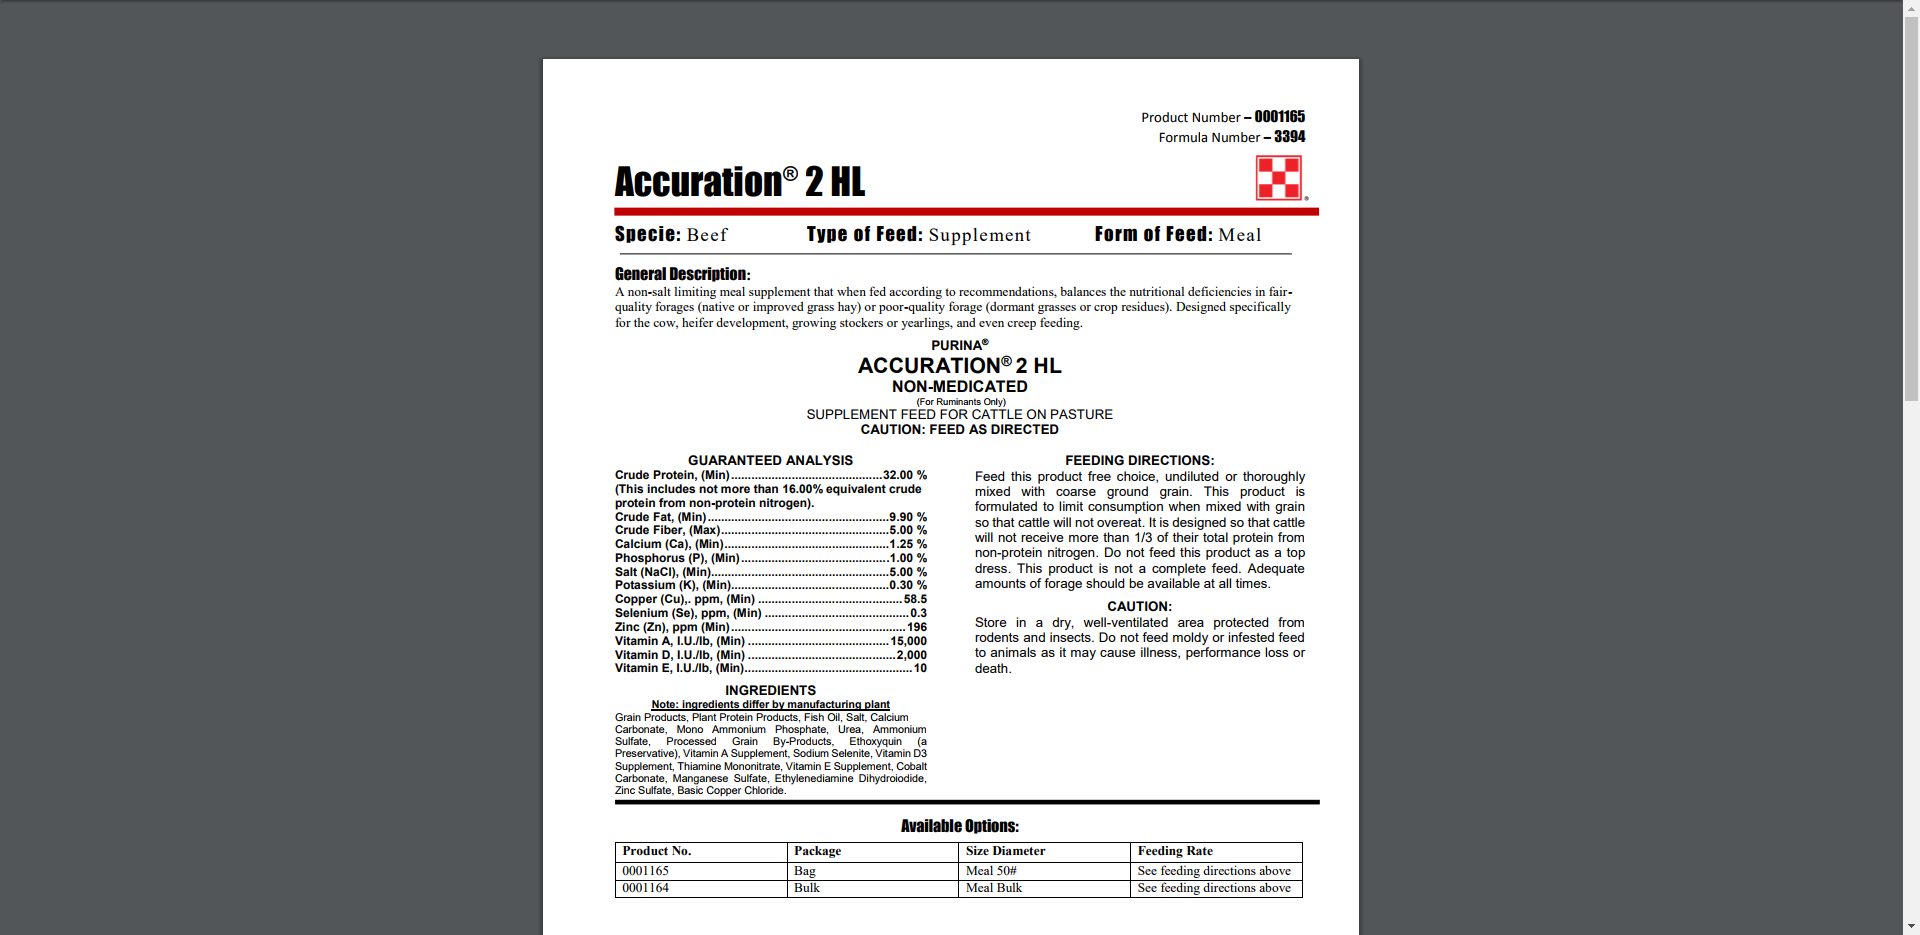 Product Number – 0001165
Formula Number – 3394
Accuration® 2 HL
Specie: Beef Type of Feed: Supplement Form of Feed: Meal
General Description:
A non-salt limiting meal supplement that when fed according to recommendations, balances the nutritional deficiencies in fair-
quality forages (native or improved grass hay) or poor-quality forage (dormant grasses or crop residues). Designed specifically
for the cow, heifer development, growing stockers or yearlings, and even creep feeding.
PURINA®
ACCURATION® 2 HL
NON-MEDICATED
(For Ruminants Only)
SUPPLEMENT FEED FOR CATTLE ON PASTURE
CAUTION: FEED AS DIRECTED
GUARANTEED ANALYSIS
Crude Protein, (Min)..............................................32.00 %
(This includes not more than 16.00% equivalent crude
protein from non-protein nitrogen).
Crude Fat, (Min).......................................................9.90 %
Crude Fiber, (Max)...................................................5.00 %
Calcium (Ca), (Min)..................................................1.25 %
Phosphorus (P), (Min).............................................1.00 %
Salt (NaCl), (Min)......................................................5.00 %
Potassium (K), (Min)................................................0.30 %
Copper (Cu),. ppm, (Min) ............................................58.5
Selenium (Se), ppm, (Min) ............................................0.3
Zinc (Zn), ppm (Min).....................................................196
Vitamin A, I.U./lb, (Min) ...........................................15,000
Vitamin D, I.U./lb, (Min) .............................................2,000
Vitamin E, I.U./lb, (Min)...................................................10
INGREDIENTS
Note: ingredients differ by manufacturing plant
Grain Products, Plant Protein Products, Fish Oil, Salt, Calcium
Carbonate, Mono Ammonium Phosphate, Urea, Ammonium
Sulfate, Processed Grain By-Products, Ethoxyquin (a
Preservative), Vitamin A Supplement, Sodium Selenite, Vitamin D3
Supplement, Thiamine Mononitrate, Vitamin E Supplement, Cobalt
Carbonate, Manganese Sulfate, Ethylenediamine Dihydroiodide,
Zinc Sulfate, Basic Copper Chloride.
FEEDING DIRECTIONS:
Feed this product free choice, undiluted or thoroughly
mixed with coarse ground grain. This product is
formulated to limit consumption when mixed with grain
so that cattle will not overeat. It is designed so that cattle
will not receive more than 1/3 of their total protein from
non-protein nitrogen. Do not feed this product as a top
dress. This product is not a complete feed. Adequate
amounts of forage should be available at all times.
CAUTION:
Store in a dry, well-ventilated area protected from
rodents and insects. Do not feed moldy or infested feed
to animals as it may cause illness, performance loss or
death.
Available Options:
Product No. Package Size Diameter Feeding Rate
0001165 Bag Meal 50# See feeding directions above
0001164 Bulk Meal Bulk See feeding directions above